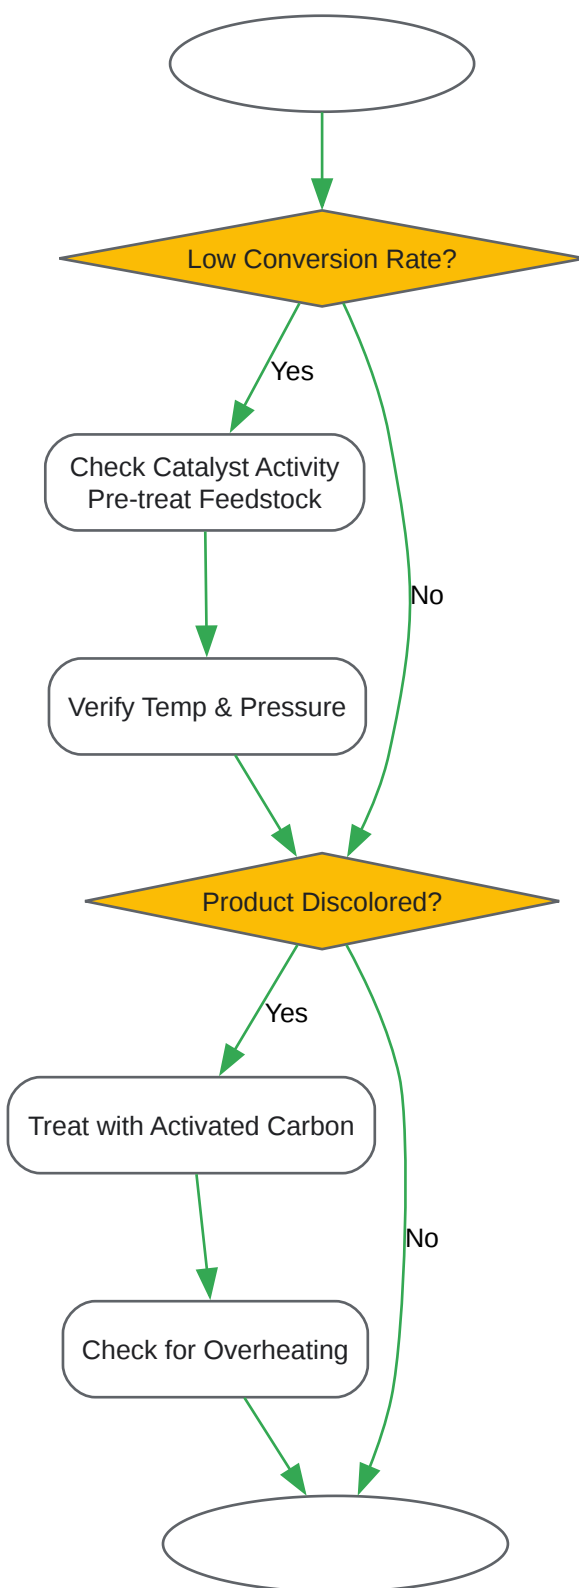 Low Conversion Rate?
Yes
Check Catalyst Activity
Pre-treat Feedstock
No
Verify Temp & Pressure
Product Discolored?
Yes
Treat with Activated Carbon
No
Check for Overheating